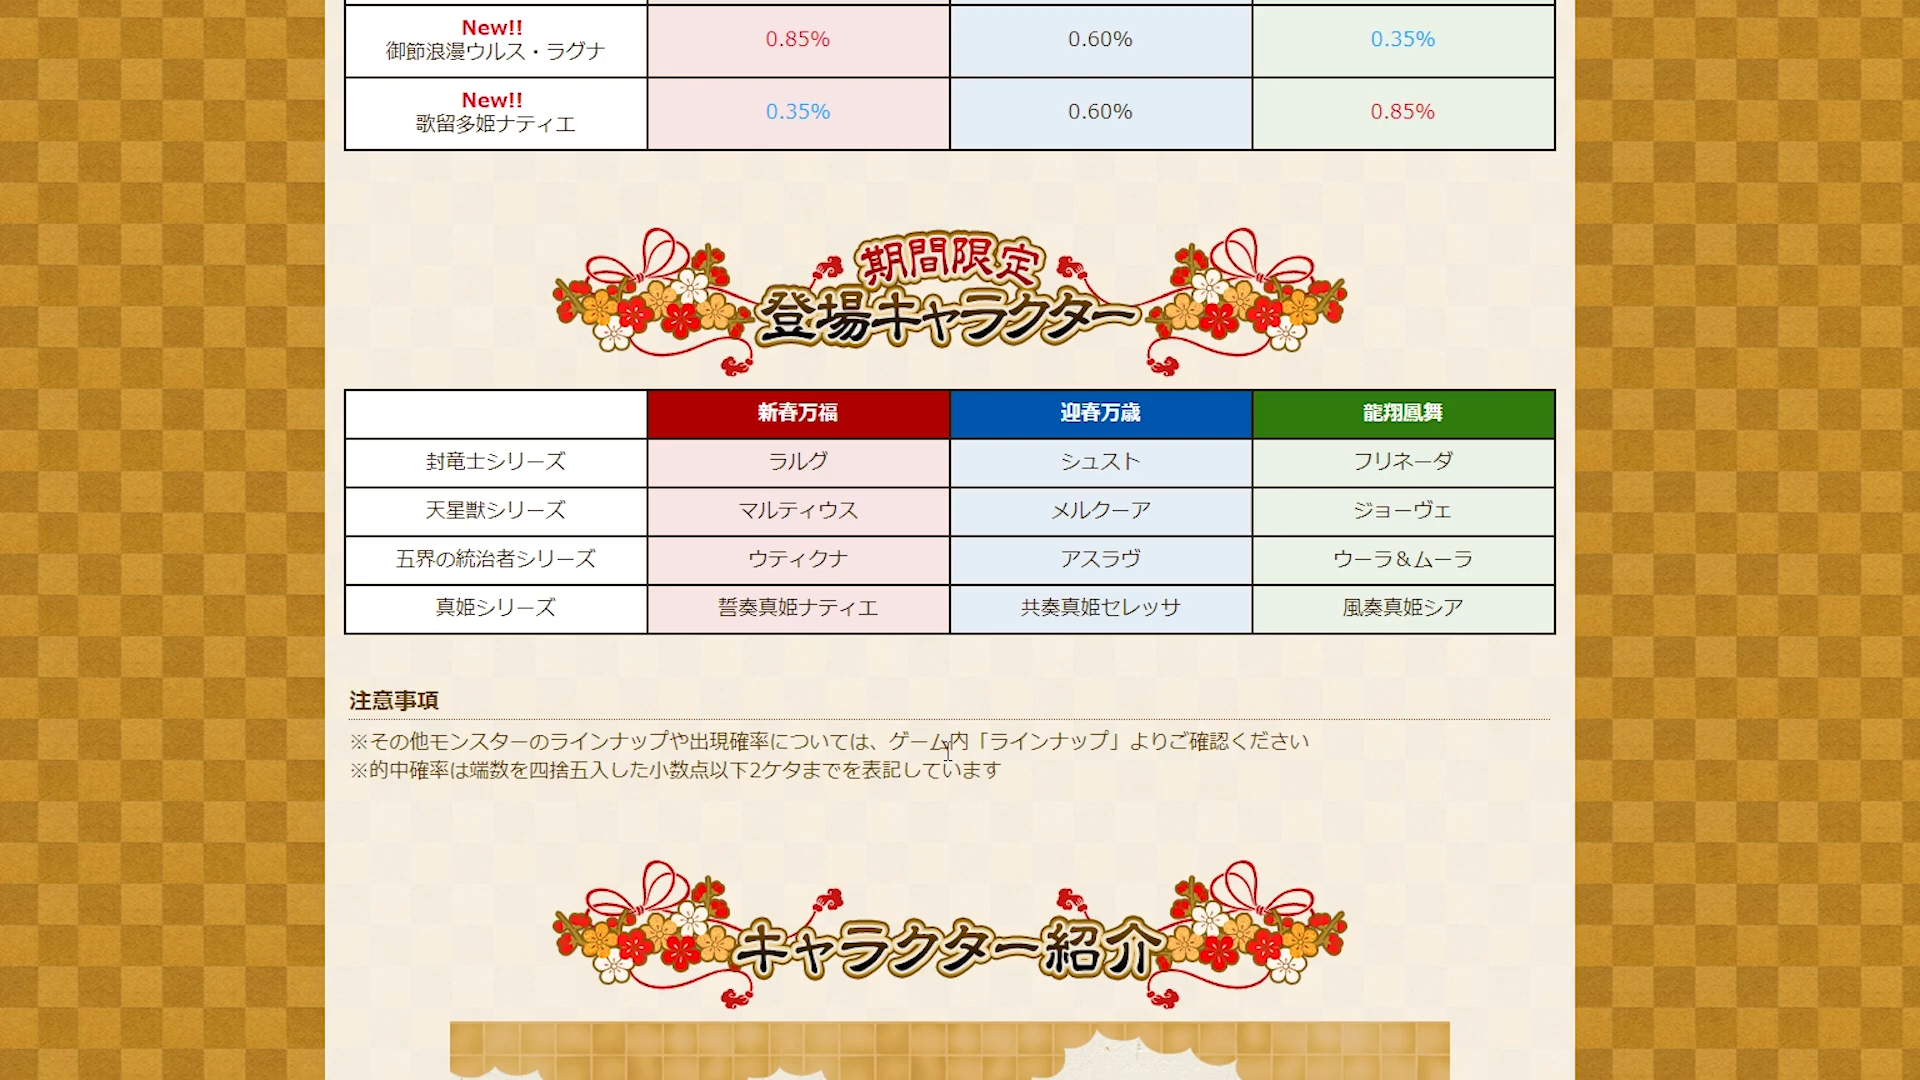 New!!
御節浪漫ウルス・ラグナ 0.85% 0.60% 0.35%
New!!
歌留多姫ナティエ 0.35% 0.60% 0.85%
期間限定
登場キャラクター
新春万福 迎春万歳 龍翔鳳舞
封竜士シリーズ ラルグ シュスト フリネーダ
天星獣シリーズ マルティウス メルクーア ジョーヴェ
五界の統治者シリーズ ウティクナ アスラヴ ウーラ＆ムーラ
真姫シリーズ 誓奏真姫ナティエ 共奏真姫セレッサ 風奏真姫シア
注意事項
※その他モンスターのラインナップや出現確率については、ゲーム内「ラインナップ」よりご確認ください
※的中確率は端数を四捨五入した小数点以下2ケタまでを表記しています
キャラクター紹介